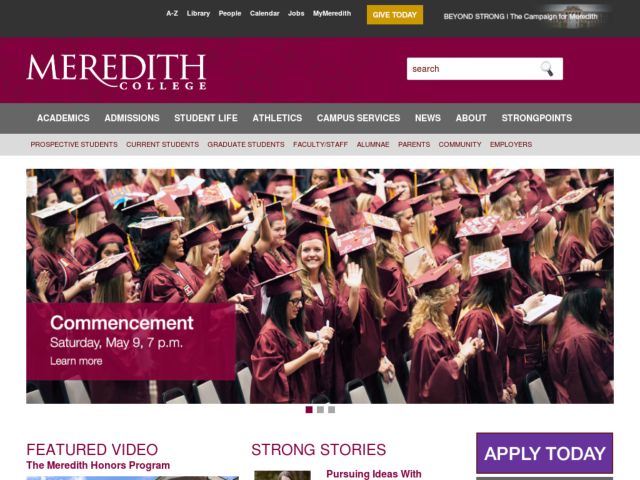 A-Z Library People Calendar Jobs MyMeredith GIVE TODAY BEYOND STRONG | The Campaign for Meredith
MEREDITH
COLLEGE
search
ACADEMICS ADMISSIONS STUDENT LIFE ATHLETICS CAMPUS SERVICES NEWS ABOUT STRONGPOINTS
PROSPECTIVE STUDENTS CURRENT STUDENTS GRADUATE STUDENTS FACULTY/STAFF ALUMNAE PARENTS COMMUNITY EMPLOYERS
Commencement
Saturday, May 9, 7 p.m.
Learn more
FEATURED VIDEO
The Meredith Honors Program
STRONG STORIES
Pursuing Ideas With
APPLY TODAY